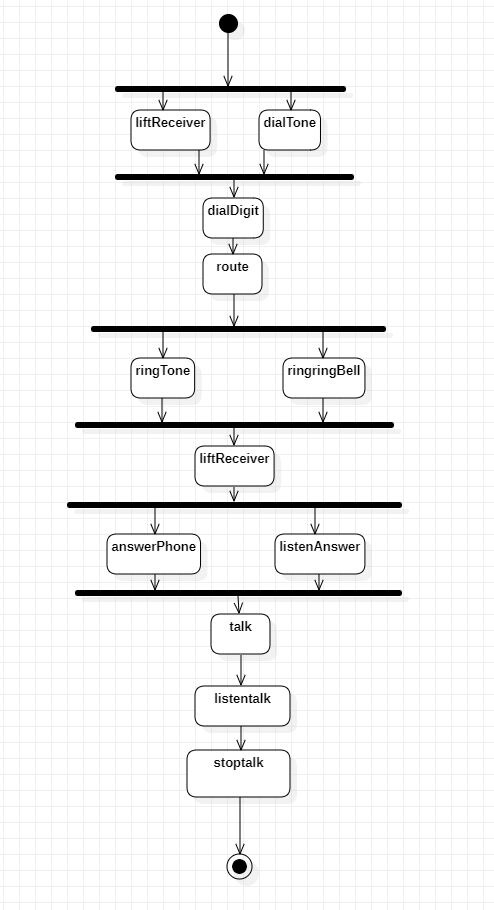 liftReceiver
dialTone
dialDigit
route
ringTone
ringringBell
liftReceiver
answerPhone
listenAnswer
talk
listentalk
stoptalk